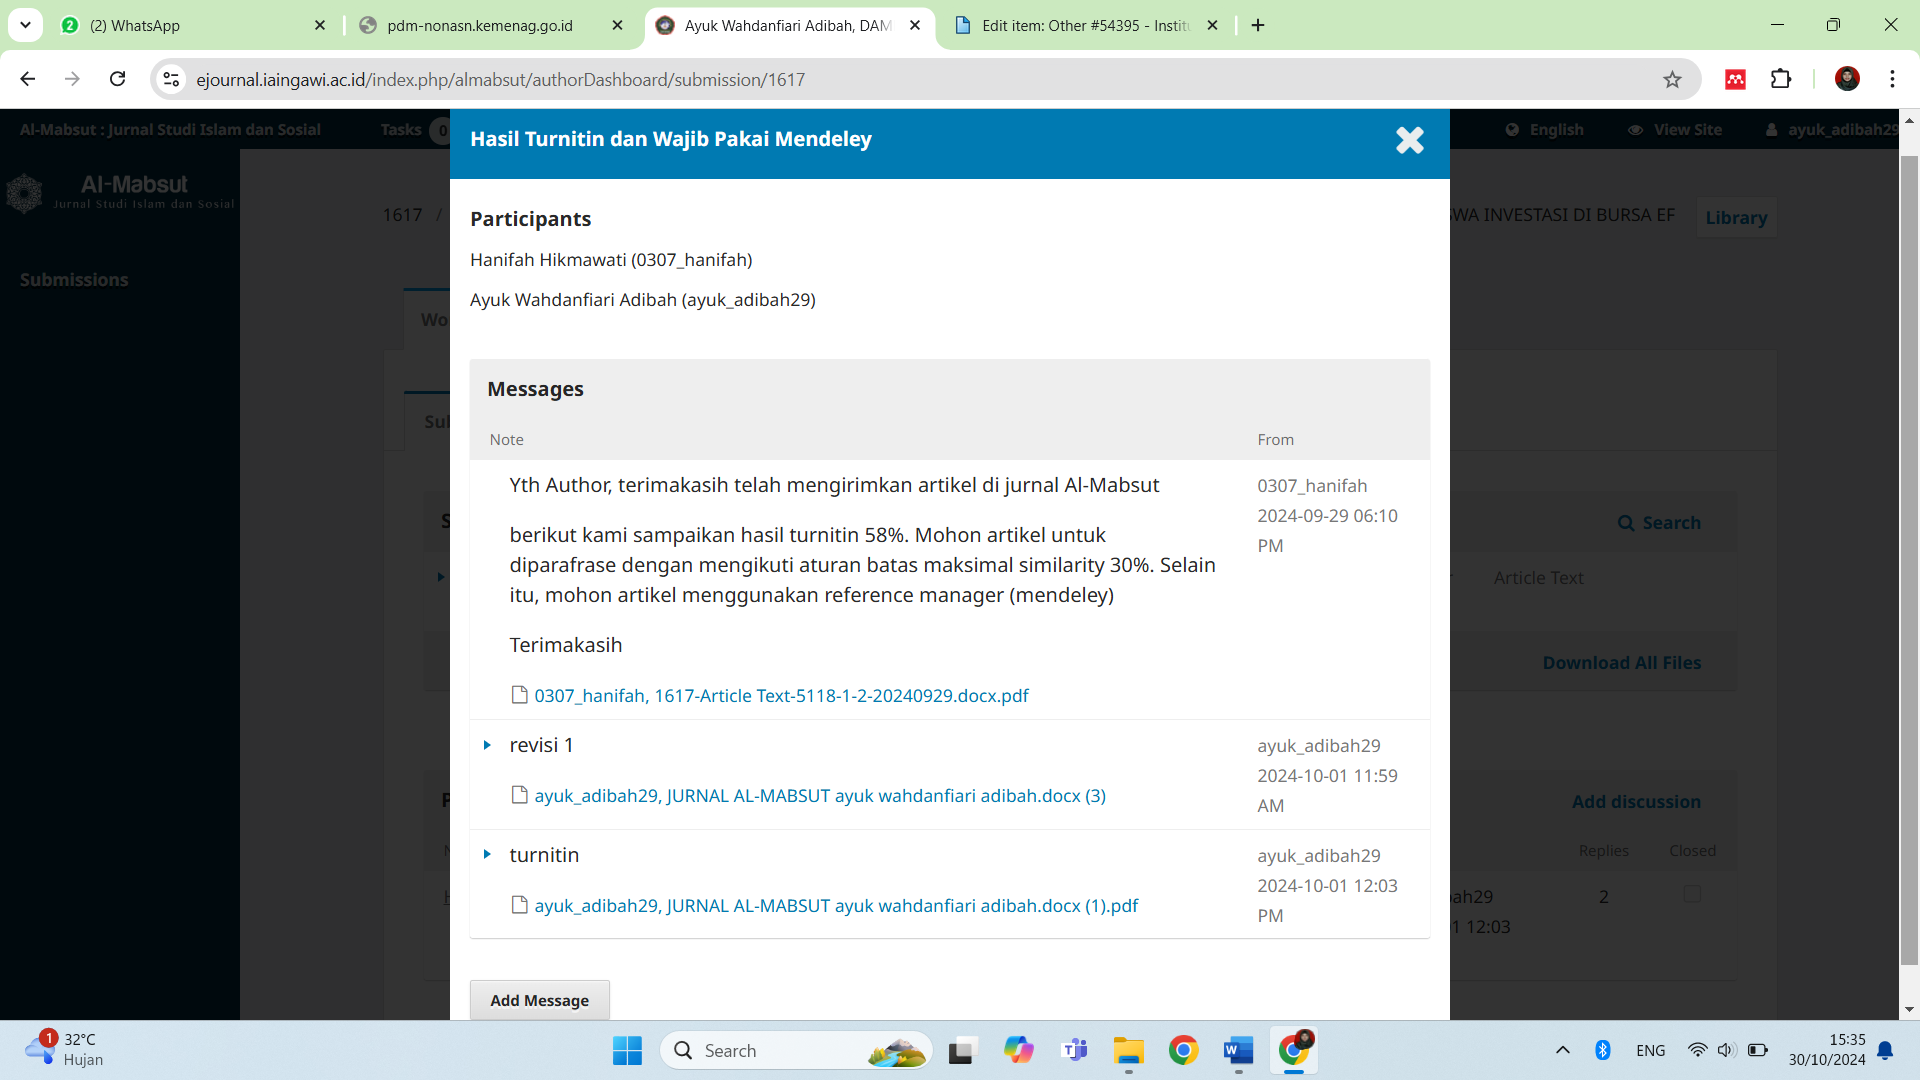 (2) WhatsApp
pdm-nonasn.kemenag.go.id
Ayuk Wahdanfiari Adibah, DAM
Edit item: Other #54395 - Institu
ejournal.iaingawi.ac.id/index.php/almabsut/authorDashboard/submission/1617
Al-Mabsut : Jurnal Studi Islam dan Sosial
Tasks 0
English
View Site
ayuk_adibah29
Al-Mabsut
Jurnal Studi Islam dan Sosial
Submissions
1617 /
SWA INVESTASI DI BURSA EF
Library
Wo
Sul
Search
Article Text
Download All Files
Add discussion
Replies
Closed
bah29
2
1 12:03
Hasil Turnitin dan Wajib Pakai Mendeley
Participants
Hanifah Hikmawati (0307_hanifah)
Ayuk Wahdanfiari Adibah (ayuk_adibah29)
Messages
Note
From
Yth Author, terimakasih telah mengirimkan artikel di jurnal Al-Mabsut
berikut kami sampaikan hasil turnitin 58%. Mohon artikel untuk
diparafrase dengan mengikuti aturan batas maksimal similarity 30%. Selain
itu, mohon artikel menggunakan reference manager (mendeley)
Terimakasih
0307_hanifah, 1617-Article Text-5118-1-2-20240929.docx.pdf
0307_hanifah
2024-09-29 06:10
PM
revisi 1
ayuk_adibah29, JURNAL AL-MABSUT ayuk wahdanfiari adibah.docx (3)
ayuk_adibah29
2024-10-01 11:59
AM
turnitin
ayuk_adibah29, JURNAL AL-MABSUT ayuk wahdanfiari adibah.docx (1).pdf
ayuk_adibah29
2024-10-01 12:03
PM
Add Message
1
32°C
Hujan
Search
ENG
15:35
30/10/2024